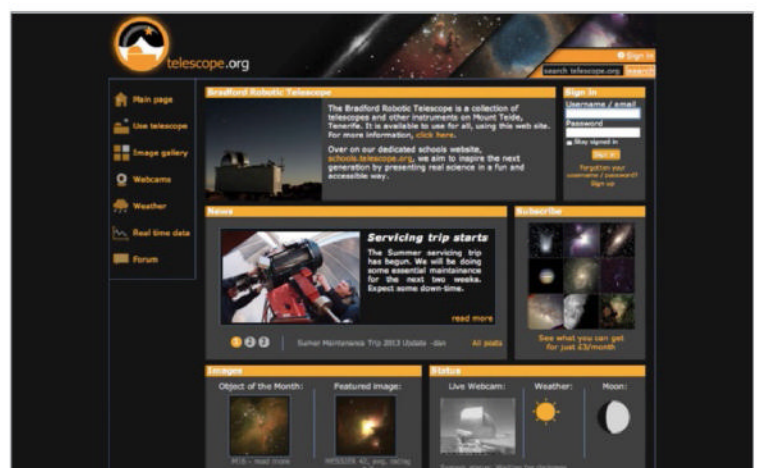 telescope.org
Sign in
search telescope.org
Search
Main page
Use telescope
Image gallery
Webcams
Weather
Real time data
Forum
Bradford Robotic Telescope
The Bradford Robotic Telescope is a collection of
telescopes and other instruments on Mount Teide,
Tenerife. It is available to use for all, using this web site.
For more information, click here.
Over on our dedicated schools website,
schools.telescope.org, we aim to inspire the next
generation by presenting real science in a fun and
accessible way.
Sign in
Username / email
Password
Stay signed in
Sign in
Forgotten your
username / password?
Sign up
News
Servicing trip starts
The Summer servicing trip
has begun. We will be doing
some essential maintainance
for the next two weeks.
Expect some down-time.
read more
1 2 3
Maintenance Trip 2013 Update -dan
All posts
Subscribe
See what you can get
for just £3/month
Images
Object of the Month:
Featured image:
M16 - read more
MESSIER 42, eng, racing
Status
Live Webcam:
Weather:
Moon: